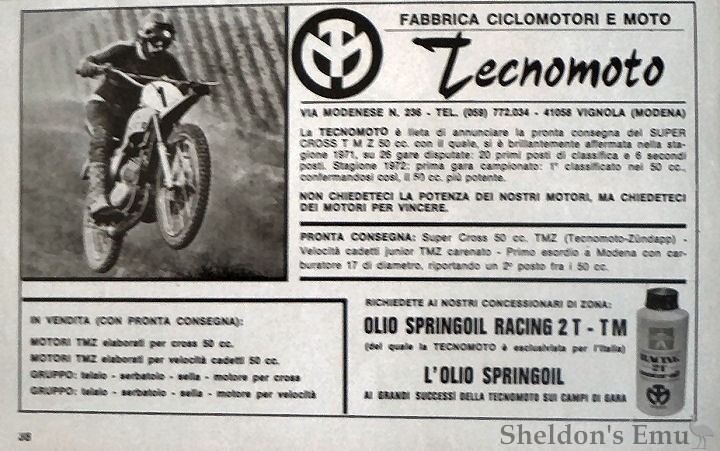 FABBRICA CICLOMOTORI E MOTO
Tecnomoto
VIA MODENESE N. 236 - TEL. (059) 772.034 - 41058 VIGNOLA (MODENA)
La TECNOMOTO è lieta di annunciare la pronta consegna del SUPER
CROSS T M Z 50 cc. con il quale, si è brillantemente affermata nella sta-
gione 1971, su 26 gare disputate: 20 primi posti di classifica e 6 secondi
posti. Stagione 1972: prima gara campionato: 1° classificato nei 50 cc.,
confermandosi così, il 50 cc. più potente.
NON CHIEDETECI LA POTENZA DEI NOSTRI MOTORI, MA CHIEDETECI
DEI MOTORI PER VINCERE.
PRONTA CONSEGNA: Super Cross 50 cc. TMZ (Tecnomoto-Zündapp) -
Velocità cadetti junior TMZ carenato - Primo esordio a Modena con car-
buratore 17 di diametro, riportando un 2° posto fra i 50 cc.
1
IN VENDITA (CON PRONTA CONSEGNA):
MOTORI TMZ elaborati per cross 50 cc.
MOTORI TMZ elaborati per velocità cadetti 50 cc.
GRUPPO: telaio - serbatoio - sella - motore per cross
GRUPPO: telaio - serbatoio - sella - motore per velocità
RICHIEDETE AI NOSTRI CONCESSIONARI DI ZONA:
OLIO SPRINGOIL RACING 2 T - TM
(del quale la TECNOMOTO è esclusivista per l'Italia)
L'OLIO SPRINGOIL
AI GRANDI SUCCESSI DELLA TECNOMOTO SUI CAMPI DI GARA
RACING
2T
38
Sheldon's Emu